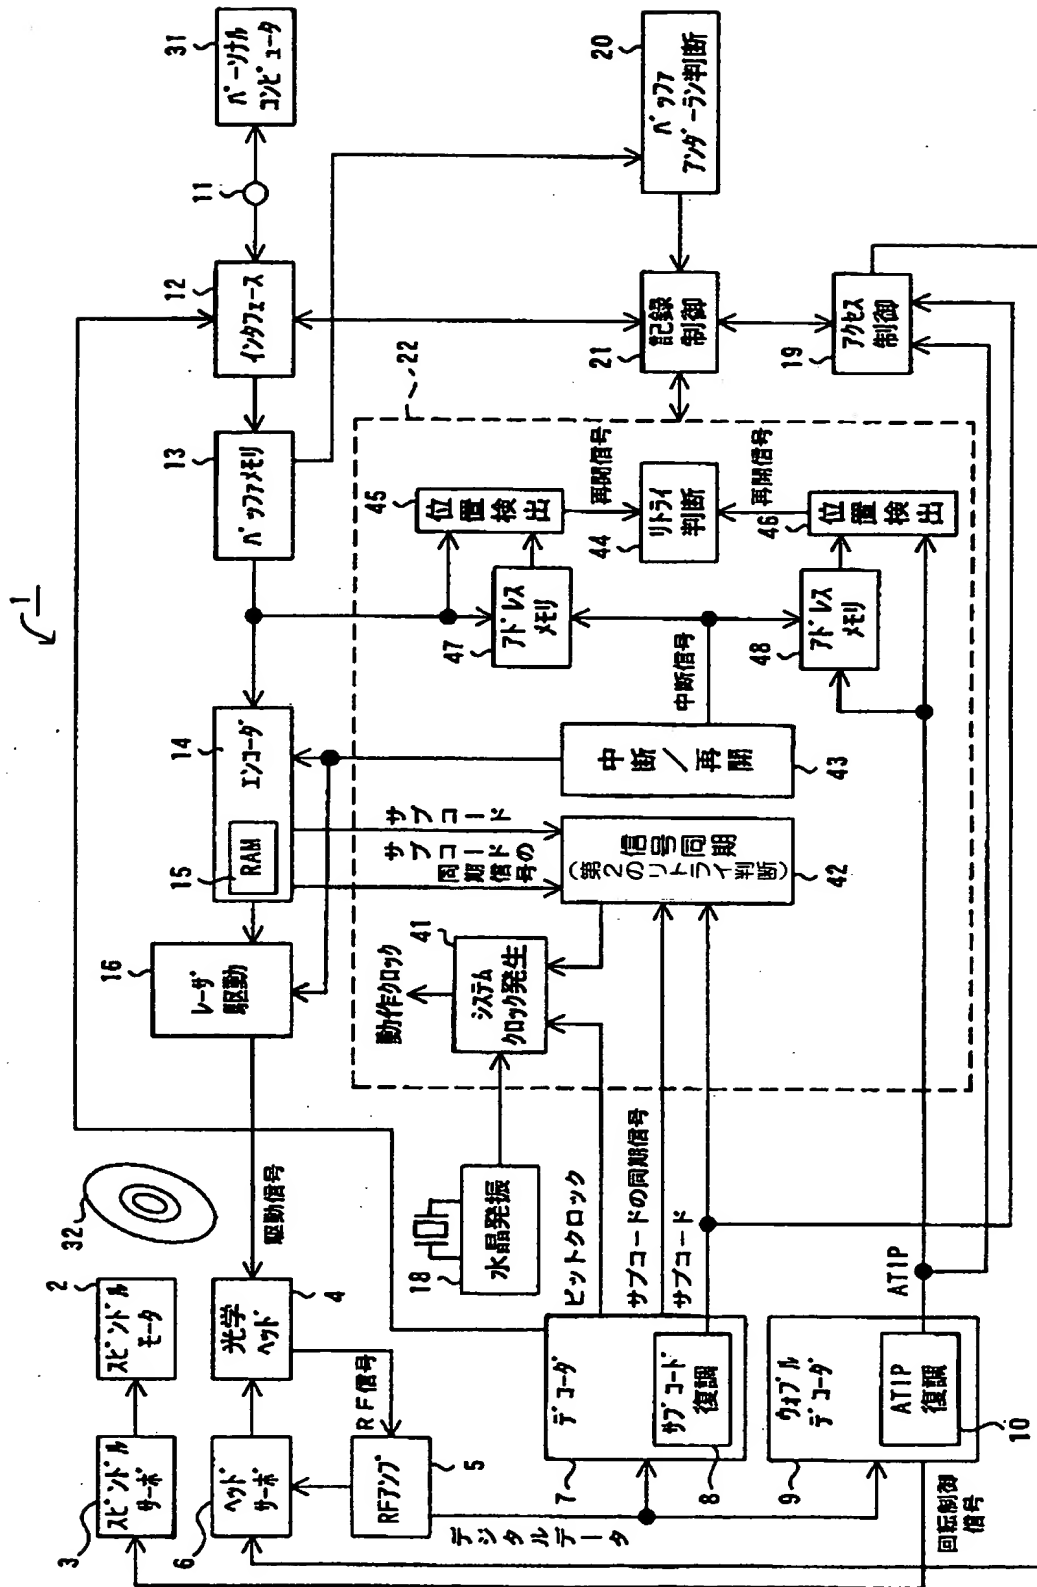 1
32
スピンドル
モータ
2
スピンドル
サーボ
3
光学
ヘッド
4
ヘッド
サーボ
6
駆動信号
RF信号
RFアンプ
5
デジタルデータ
デコーダ
7
サブコード
復調
8
ウォブル
デコーダ
9
ATIP
復調
10
回転制御
信号
ATIP
ビットクロック
サブコードの同期信号
サブコード
水晶発振
18
レーザ
駆動
16
エンコーダ
14
RAM
15
バッファメモリ
13
インタフェース
12
11
パーソナル
コンピュータ
31
動作クロック
システム
クロック発生
41
サブコードの
同期信号
サブコード
信号同期
(第2のリトライ判断)
42
中断/再開
43
中断信号
アドレス
メモリ
47
アドレス
メモリ
48
位置
検出
45
位置
検出
46
再開信号
リトライ
判断
44
再開信号
22
記録
制御
21
アクセス
制御
19
バッファ
アンダーラン判断
20